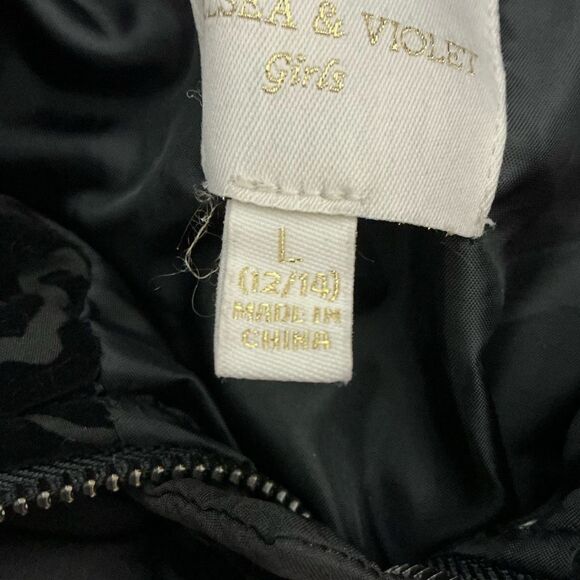 LSEA & VIOLET
Girls
L
(12/14)
MADE IN
CHINA